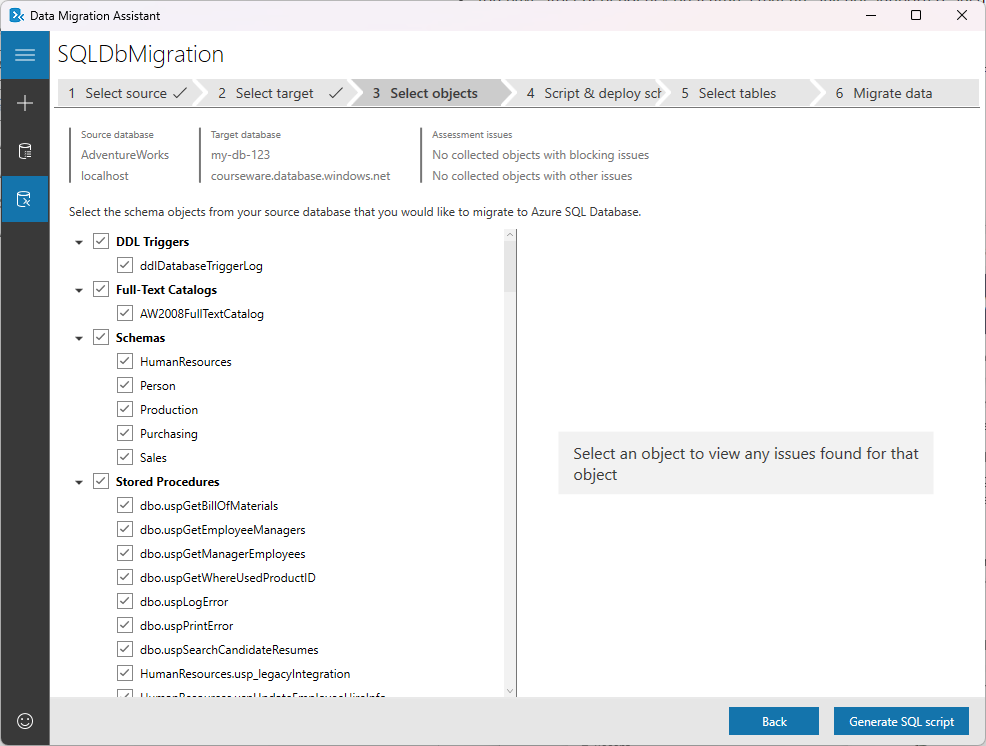 Data Migration Assistant
SQLDbMigration
1 Select source
2 Select target
3 Select objects
4 Script & deploy sch
5 Select tables
6 Migrate data
Source database
AdventureWorks
localhost
Target database
my-db-123
courseware.database.windows.net
Assessment issues
No collected objects with blocking issues
No collected objects with other issues
Select the schema objects from your source database that you would like to migrate to Azure SQL Database.
DDL Triggers
ddlDatabaseTriggerLog
Full-Text Catalogs
AW2008FullTextCatalog
Schemas
HumanResources
Person
Production
Purchasing
Sales
Stored Procedures
dbo.uspGetBillOfMaterials
dbo.uspGetEmployeeManagers
dbo.uspGetManagerEmployees
dbo.uspGetWhereUsedProductID
dbo.uspLogError
dbo.uspPrintError
dbo.uspSearchCandidateResumes
HumanResources.usp_legacyIntegration
HumanResources.uspUpdateEmployeeHireInfo
Select an object to view any issues found for that
object
Back
Generate SQL script